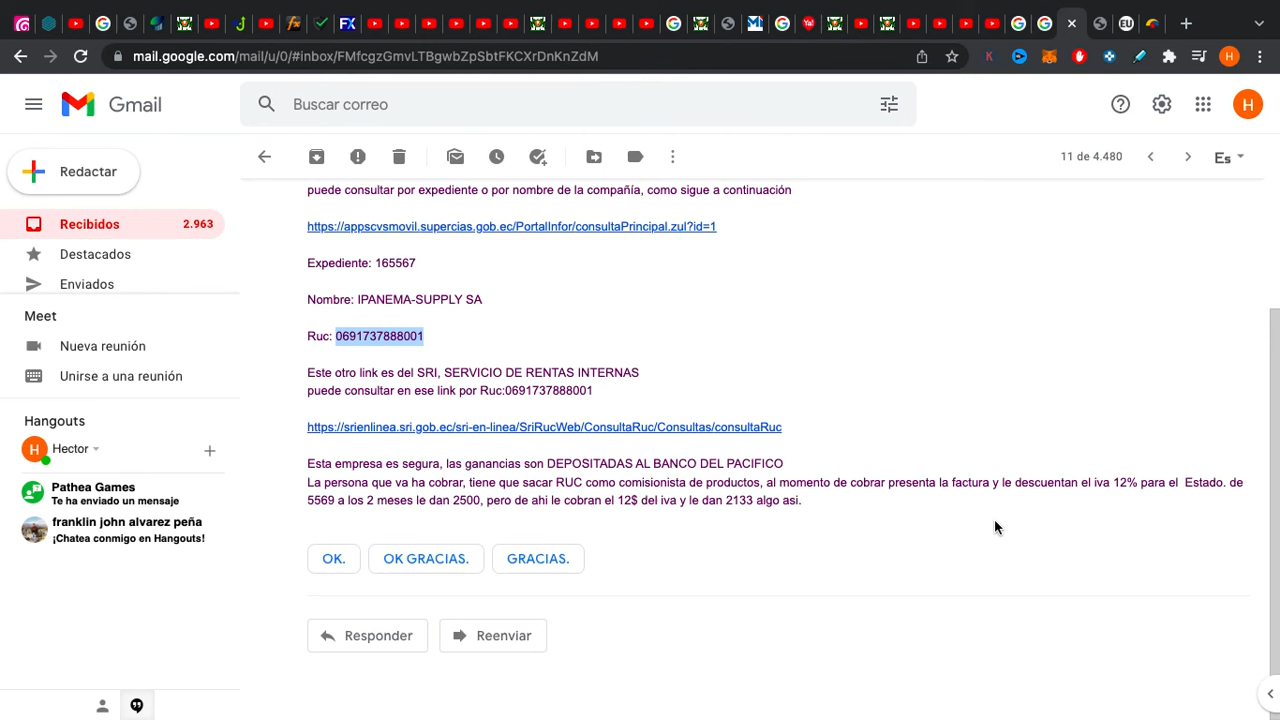 mail.google.com/mail/u/0/#inbox/FMfcgzGmvLTBgwbZpSbtFKCXrDnKnZdM
Gmail
Buscar correo
H
Redactar
11 de 4.480
Es
Recibidos 2.963
Destacados
Enviados
Meet
Nueva reunión
Unirse a una reunión
Hangouts
H Hector
Pathea Games
Te ha enviado un mensaje
franklin john alvarez peña
¡Chatea conmigo en Hangouts!
puede consultar por expediente o por nombre de la compañía, como sigue a continuación
https://appscvsmovil.supercias.gob.ec/PortalInfor/consultaPrincipal.zul?id=1
Expediente: 165567
Nombre: IPANEMA-SUPPLY SA
Ruc: 0691737888001
Este otro link es del SRI, SERVICIO DE RENTAS INTERNAS
puede consultar en ese link por Ruc:0691737888001
https://srienlinea.sri.gob.ec/sri-en-linea/SriRucWeb/ConsultaRuc/Consultas/consultaRuc
Esta empresa es segura, las ganancias son DEPOSITADAS AL BANCO DEL PACIFICO
La persona que va ha cobrar, tiene que sacar RUC como comisionista de productos, al momento de cobrar presenta la factura y le descuentan el iva 12% para el Estado. de
5569 a los 2 meses le dan 2500, pero de ahi le cobran el 12$ del iva y le dan 2133 algo asi.
OK.
OK GRACIAS.
GRACIAS.
Responder
Reenviar